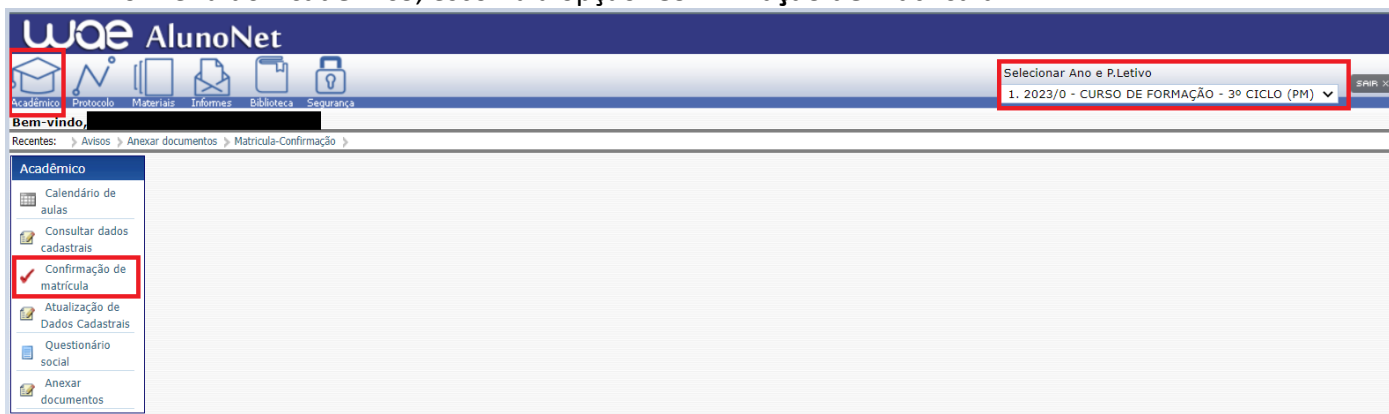 wae AlunoNet
Selecionar Ano e P.Letivo
1. 2023/0 - CURSO DE FORMAÇÃO - 3º CICLO (PM)
SAIR X
Acadêmico Protocolo Materiais Informes Biblioteca Segurança
Bem-vindo,
Recentes: Avisos Anexar documentos Matricula-Confirmação
Acadêmico
Calendário de
aulas
Consultar dados
cadastrais
Confirmação de
matrícula
Atualização de
Dados Cadastrais
Questionário
social
Anexar
documentos